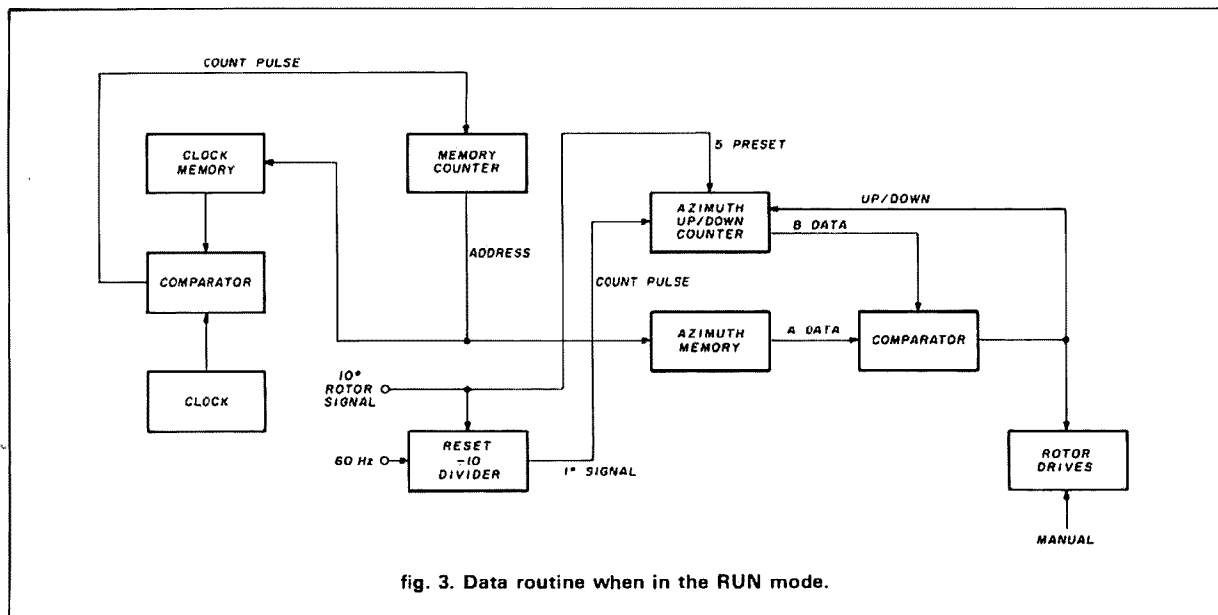 COUNT PULSE
CLOCK
MEMORY
MEMORY
COUNTER
5 PRESET
AZIMUTH
UP/DOWN
COUNTER
UP/DOWN
B DATA
ADDRESS
COMPARATOR
COUNT PULSE
AZIMUTH
MEMORY
A DATA
COMPARATOR
CLOCK
10°
ROTOR
SIGNAL
60 Hz
RESET
-10
DIVIDER
1° SIGNAL
ROTOR
DRIVES
MANUAL
fig. 3. Data routine when in the RUN mode.